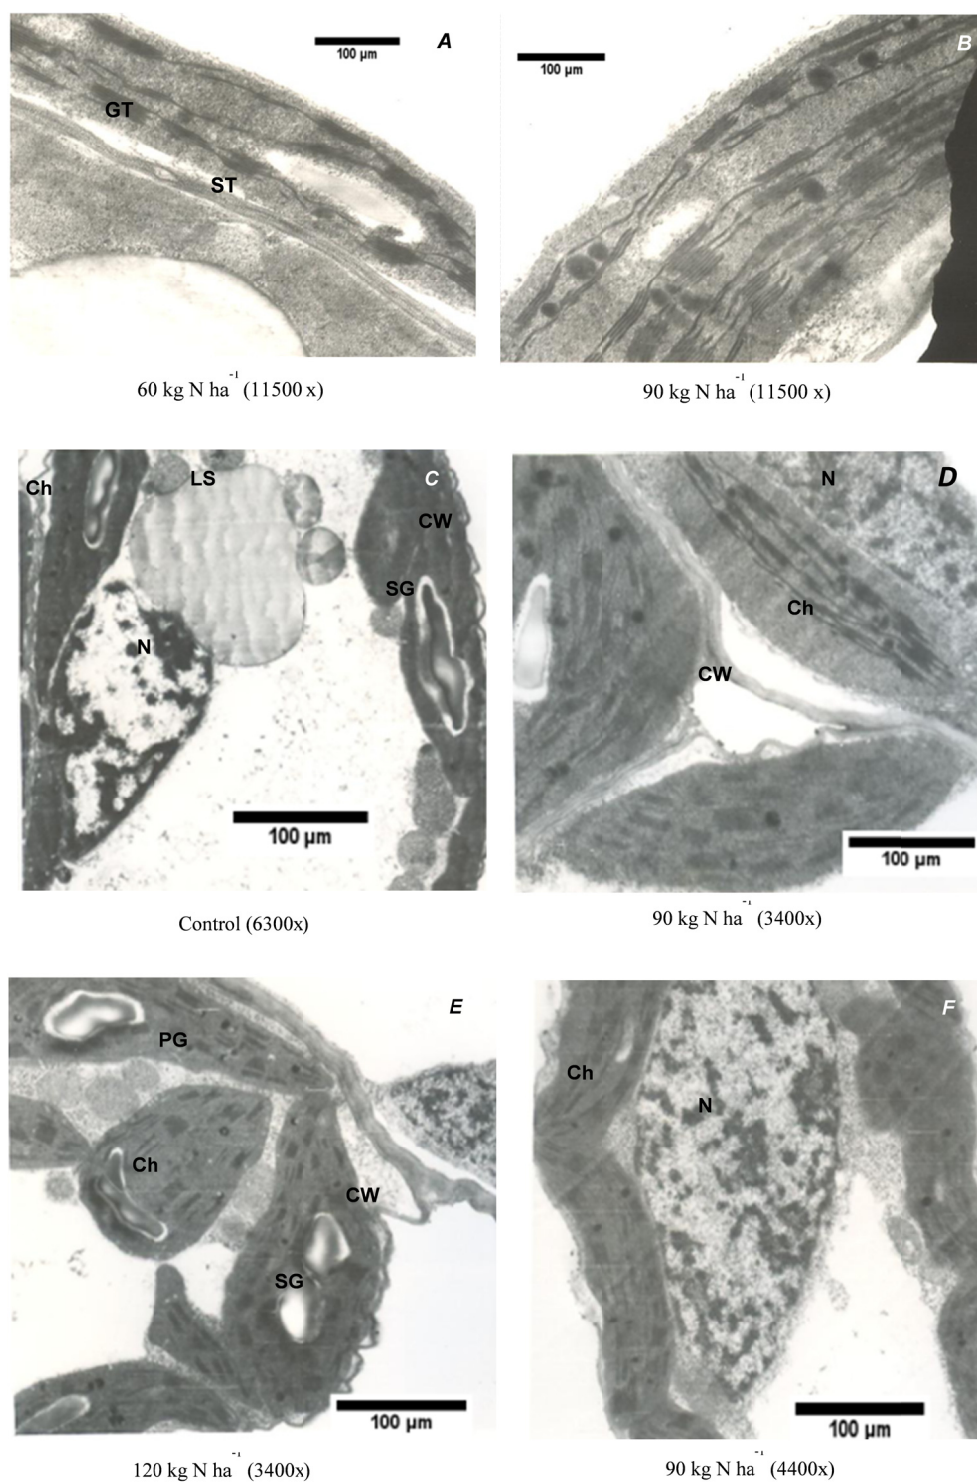 A
100 µm
GT
ST
B
100 µm
60 kg N ha⁻¹ (11500 x)
90 kg N ha⁻¹ (11500 x)
Ch
LS
C
CW
SG
N
100 µm
N
D
Ch
CW
100 µm
Control (6300x)
90 kg N ha⁻¹ (3400x)
E
PG
Ch
CW
SG
100 µm
F
Ch
N
100 µm
120 kg N ha⁻¹ (3400x)
90 kg N ha⁻¹ (4400x)